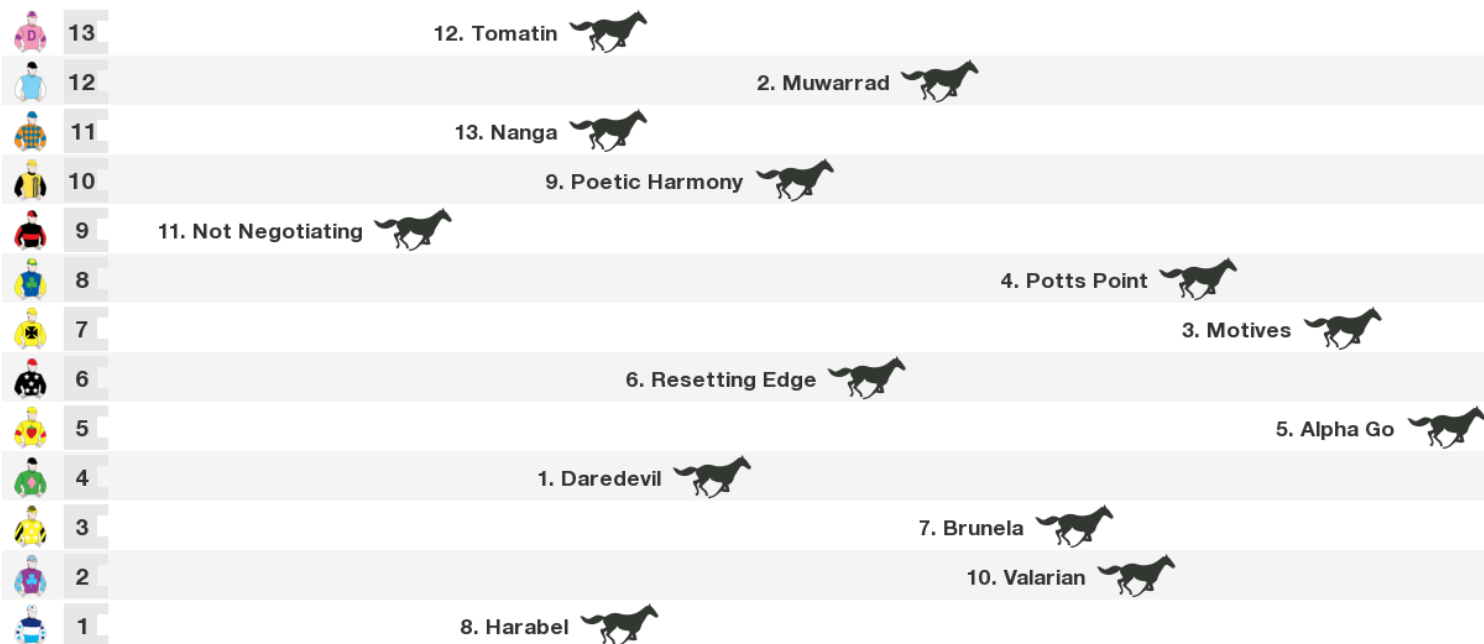 13 12. Tomatin
12 2. Muwarrad
11 13. Nanga
10 9. Poetic Harmony
9 11. Not Negotiating
8 4. Potts Point
7 3. Motives
6 6. Resetting Edge
5 5. Alpha Go
4 1. Daredevil
3 7. Brunela
2 10. Valarian
1 8. Harabel
D